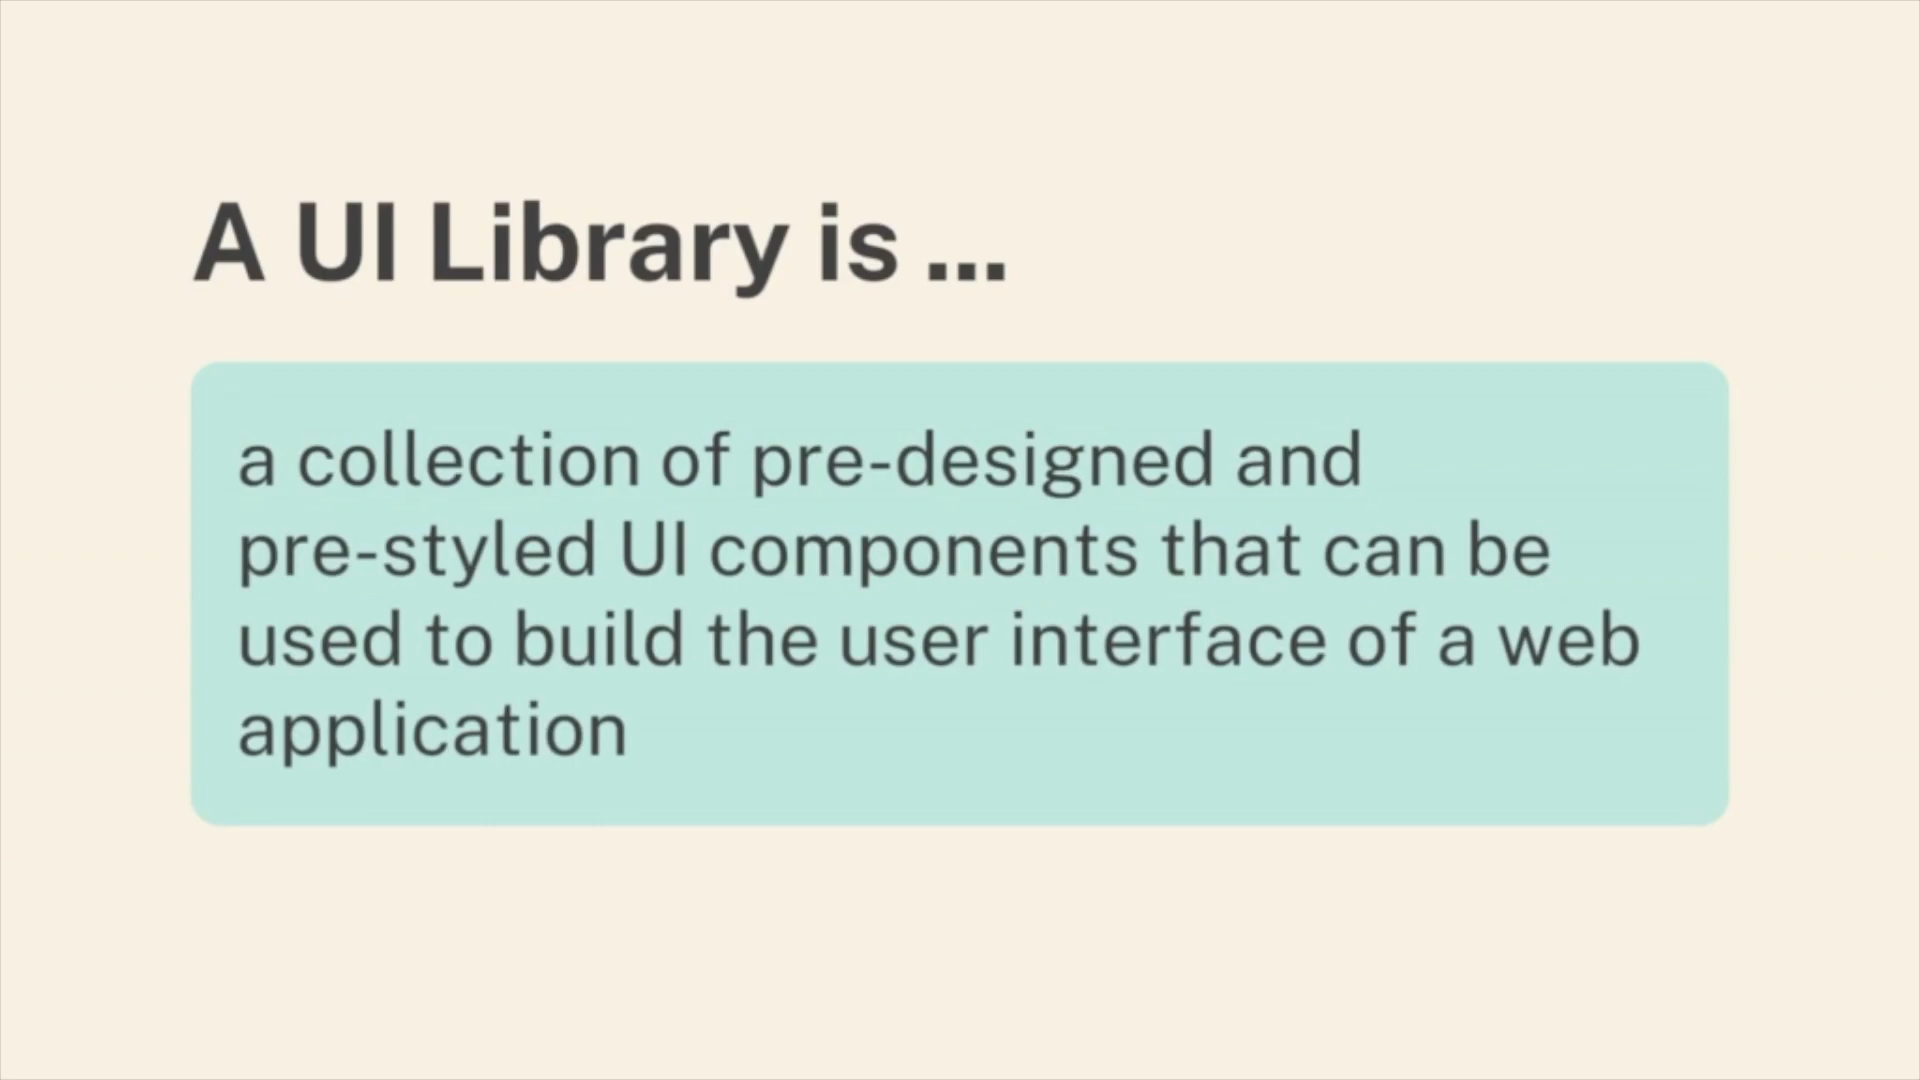 A UI Library is ...
a collection of pre-designed and
pre-styled UI components that can be
used to build the user interface of a web
application